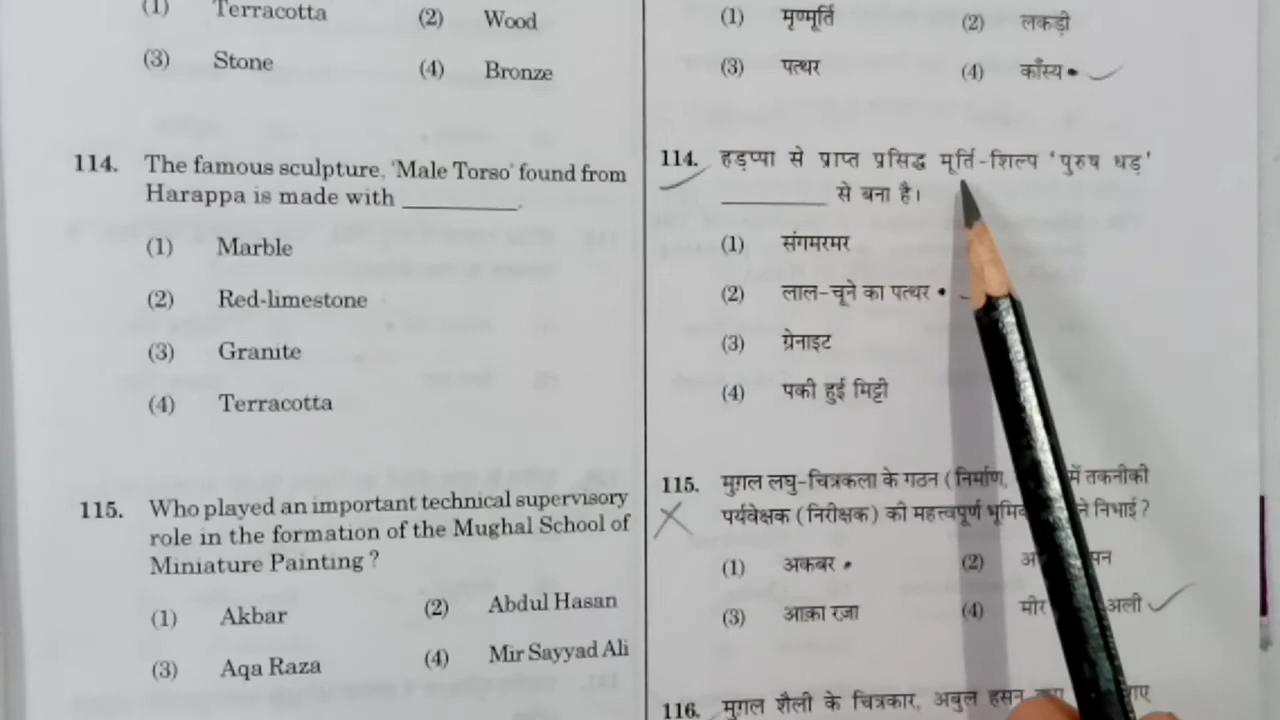 (1) Terracotta (2) Wood
(3) Stone (4) Bronze
114. The famous sculpture, 'Male Torso' found from
Harappa is made with ________.
(1) Marble
(2) Red-limestone
(3) Granite
(4) Terracotta
115. Who played an important technical supervisory
role in the formation of the Mughal School of
Miniature Painting ?
(1) Akbar (2) Abdul Hasan
(3) Aqa Raza (4) Mir Sayyad Ali
(1) मृण्मूर्ति (2) लकड़ी
(3) पत्थर (4) काँस्य
114. हड़प्पा से प्राप्त प्रसिद्ध मूर्ति-शिल्प 'पुरुष धड़'
________ से बना है।
(1) संगमरमर
(2) लाल-चूने का पत्थर
(3) ग्रेनाइट
(4) पकी हुई मिट्टी
115. मुग़ल लघु-चित्रकला के गठन (निर्माण, में तकनीकी
पर्यवेक्षक (निरीक्षक) की महत्त्वपूर्ण निभाई ?
(1) अकबर (2)
(3) आक़ा रज़ा (4) मीर अली
116. मुग़ल शैली के चित्रकार, अबुल हसन